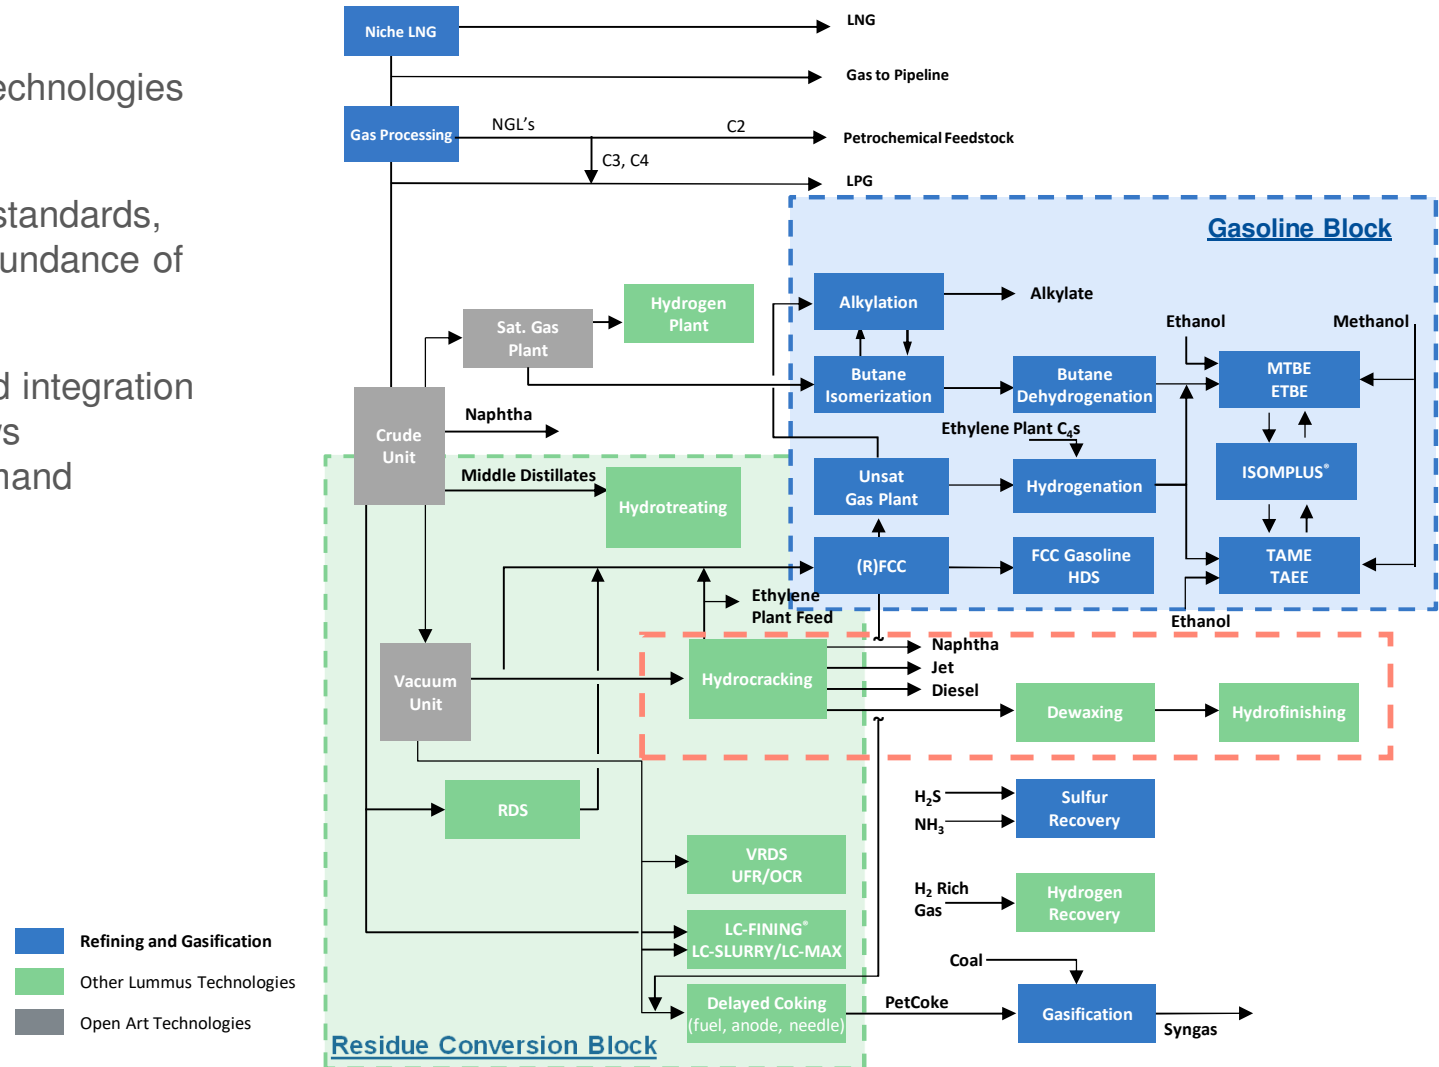 echnologies
standards,
undance of
d integration
mand
Niche LNG
LNG
Gas to Pipeline
Gas Processing
NGL's
C2
Petrochemical Feedstock
C3, C4
LPG
Gasoline Block
Hydrogen
Plant
Sat. Gas
Plant
Alkylation
Alkylate
Ethanol
Methanol
Butane
Isomerization
Butane
Dehydrogenation
MTBE
ETBE
Crude
Unit
Naphtha
Ethylene Plant C₄s
Middle Distillates
Hydrotreating
Unsat
Gas Plant
Hydrogenation
ISOMPLUS®
(R)FCC
FCC Gasoline
HDS
TAME
TAEE
Ethanol
Ethylene
Plant Feed
Vacuum
Unit
Hydrocracking
Naphtha
Jet
Diesel
Dewaxing
Hydrofinishing
RDS
H₂S
NH₃
Sulfur
Recovery
VRDS
UFR/OCR
H₂ Rich
Gas
Hydrogen
Recovery
LC-FINING®
LC-SLURRY/LC-MAX
Coal
Delayed Coking
(fuel, anode, needle)
PetCoke
Gasification
Syngas
Residue Conversion Block
Refining and Gasification
Other Lummus Technologies
Open Art Technologies